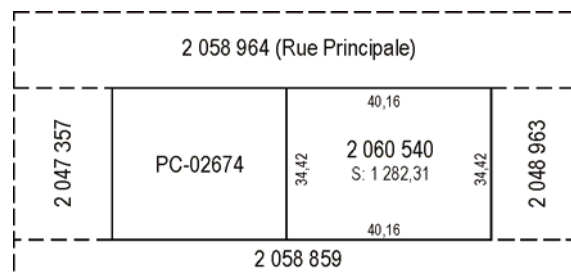 2 058 964 (Rue Principale)
40,16
2 047 357
PC-02674
34,42
2 060 540
S: 1 282,31
34,42
2 048 963
40,16
2 058 859